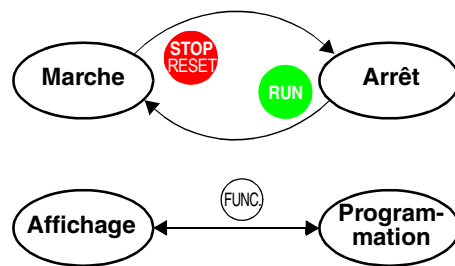 Marche
STOP
RESET
RUN
Arrêt
Affichage
FUNC.
Program-
mation